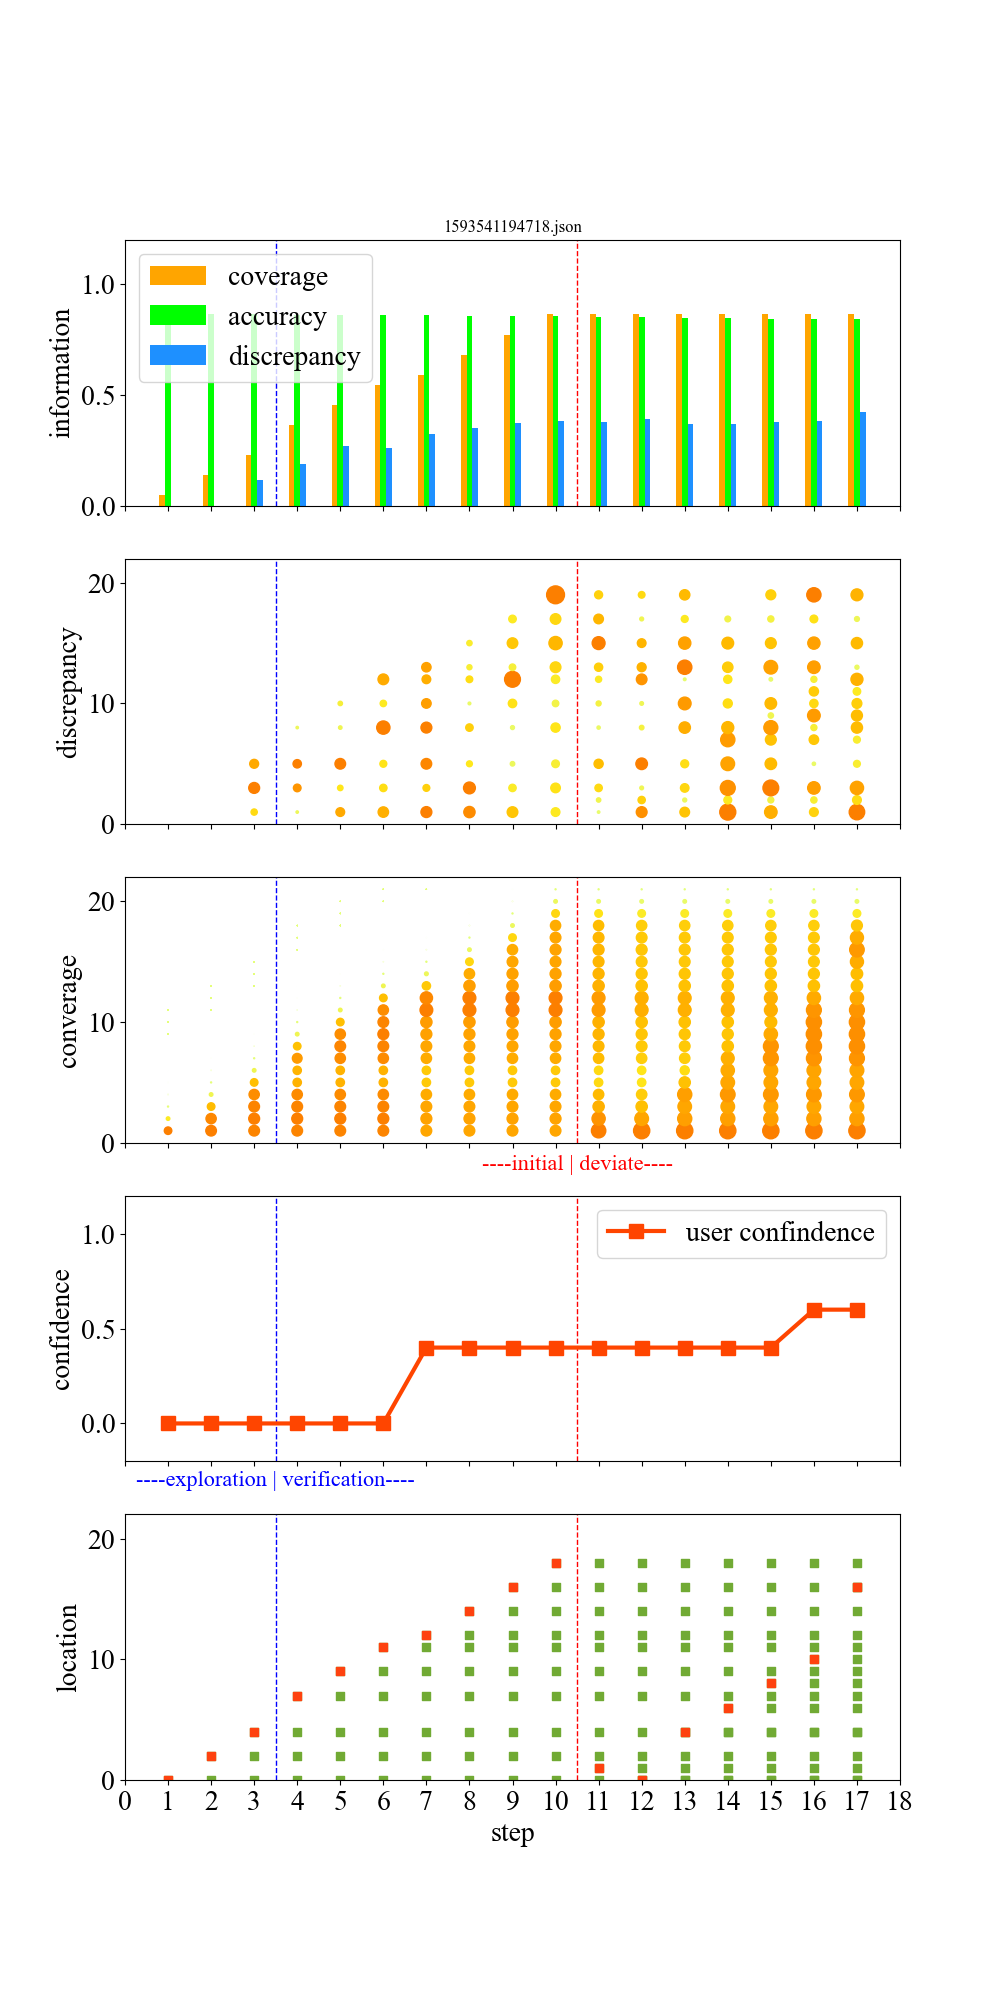 1593541194718.json
coverage
accuracy
discrepancy
1.0
0.5
0.0
information
20
10
0
discrepancy
20
10
0
converage
----initial | deviate----
user confindence
1.0
0.5
0.0
confidence
----exploration | verification----
20
10
0
location
0 1 2 3 4 5 6 7 8 9 10 11 12 13 14 15 16 17 18
step